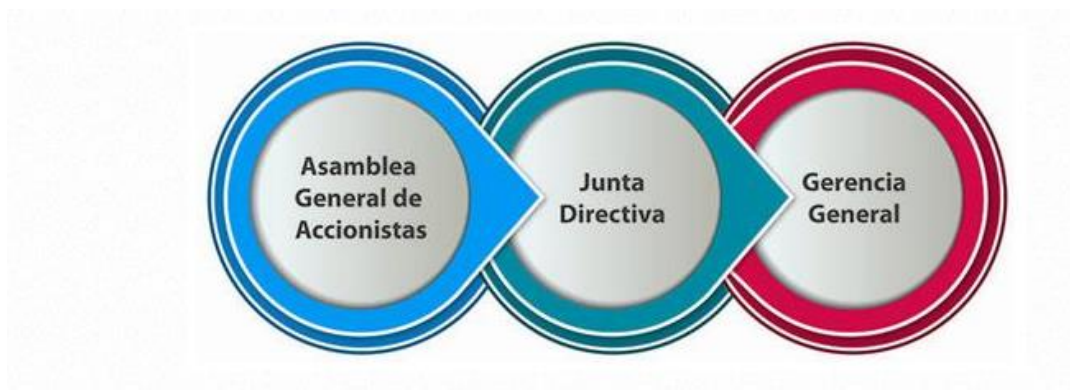 Asamblea
General de
Accionistas
Junta
Directiva
Gerencia
General